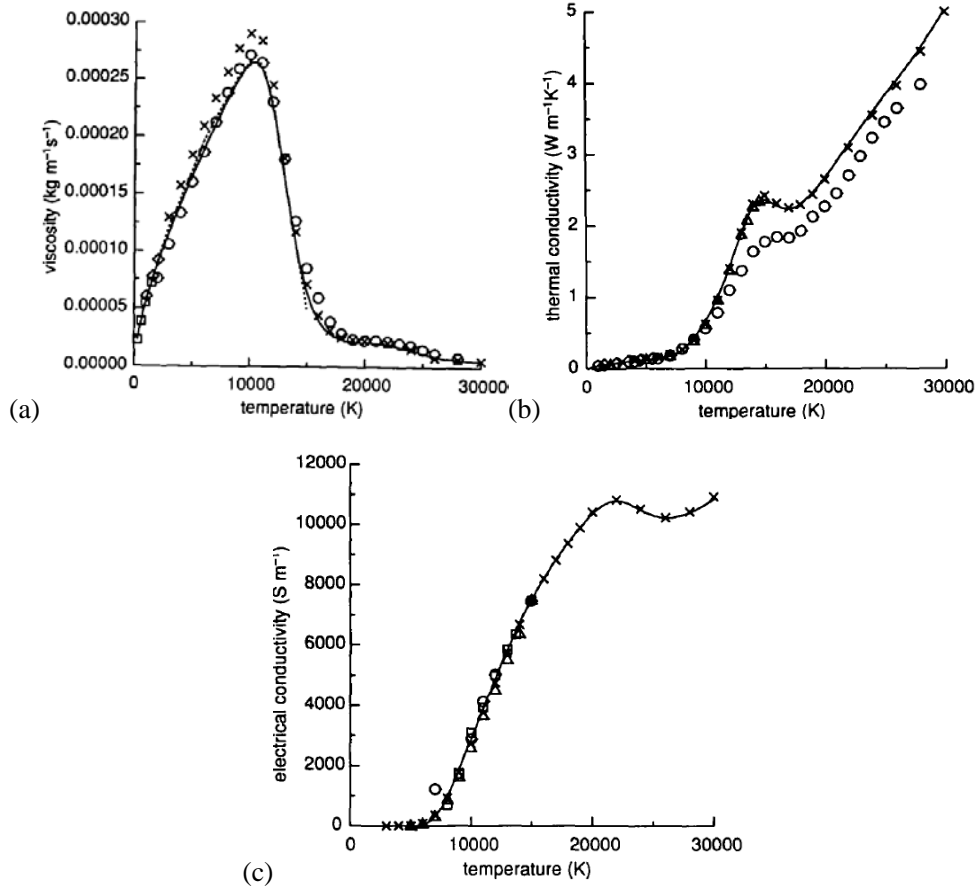 0.00030
0.00025
0.00020
0.00015
0.00010
0.00005
0.00000
viscosity (kg m⁻¹s⁻¹)
0 10000 20000 30000
temperature (K)
(a)
5
4
3
2
1
0
thermal conductivity (W m⁻¹K⁻¹)
10000 20000 30000
temperature (K)
(b)
12000
10000
8000
6000
4000
2000
0
electrical conductivity (S m⁻¹)
0 10000 20000 30000
temperature (K)
(c)